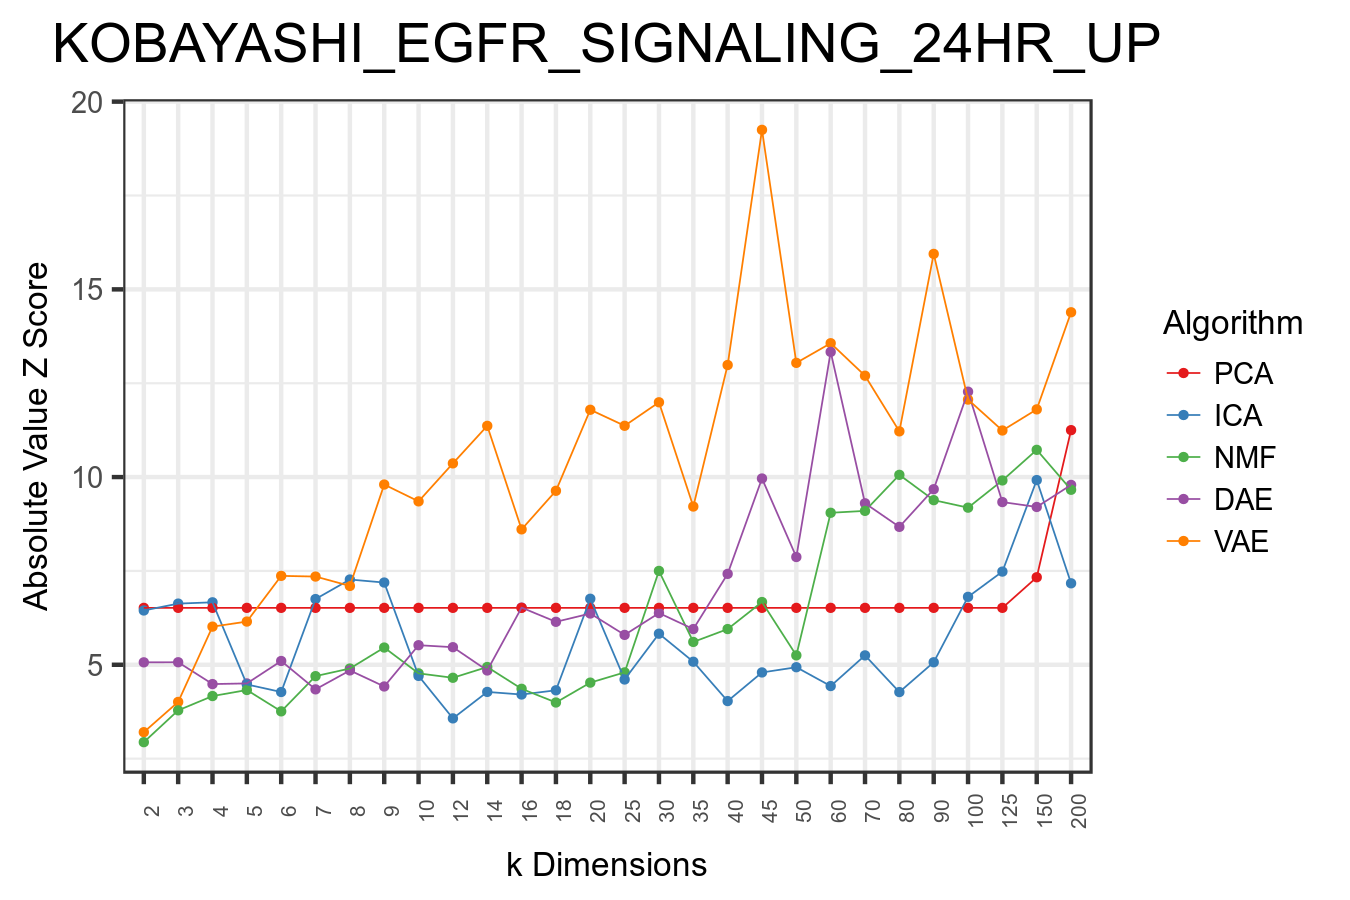 KOBAYASHI_EGFR_SIGNALING_24HR_UP
Absolute Value Z Score
20
15
10
5
2 3 4 5 6 7 8 9 10 12 14 16 18 20 25 30 35 40 45 50 60 70 80 90 100 125 150 200
k Dimensions
Algorithm
PCA
ICA
NMF
DAE
VAE